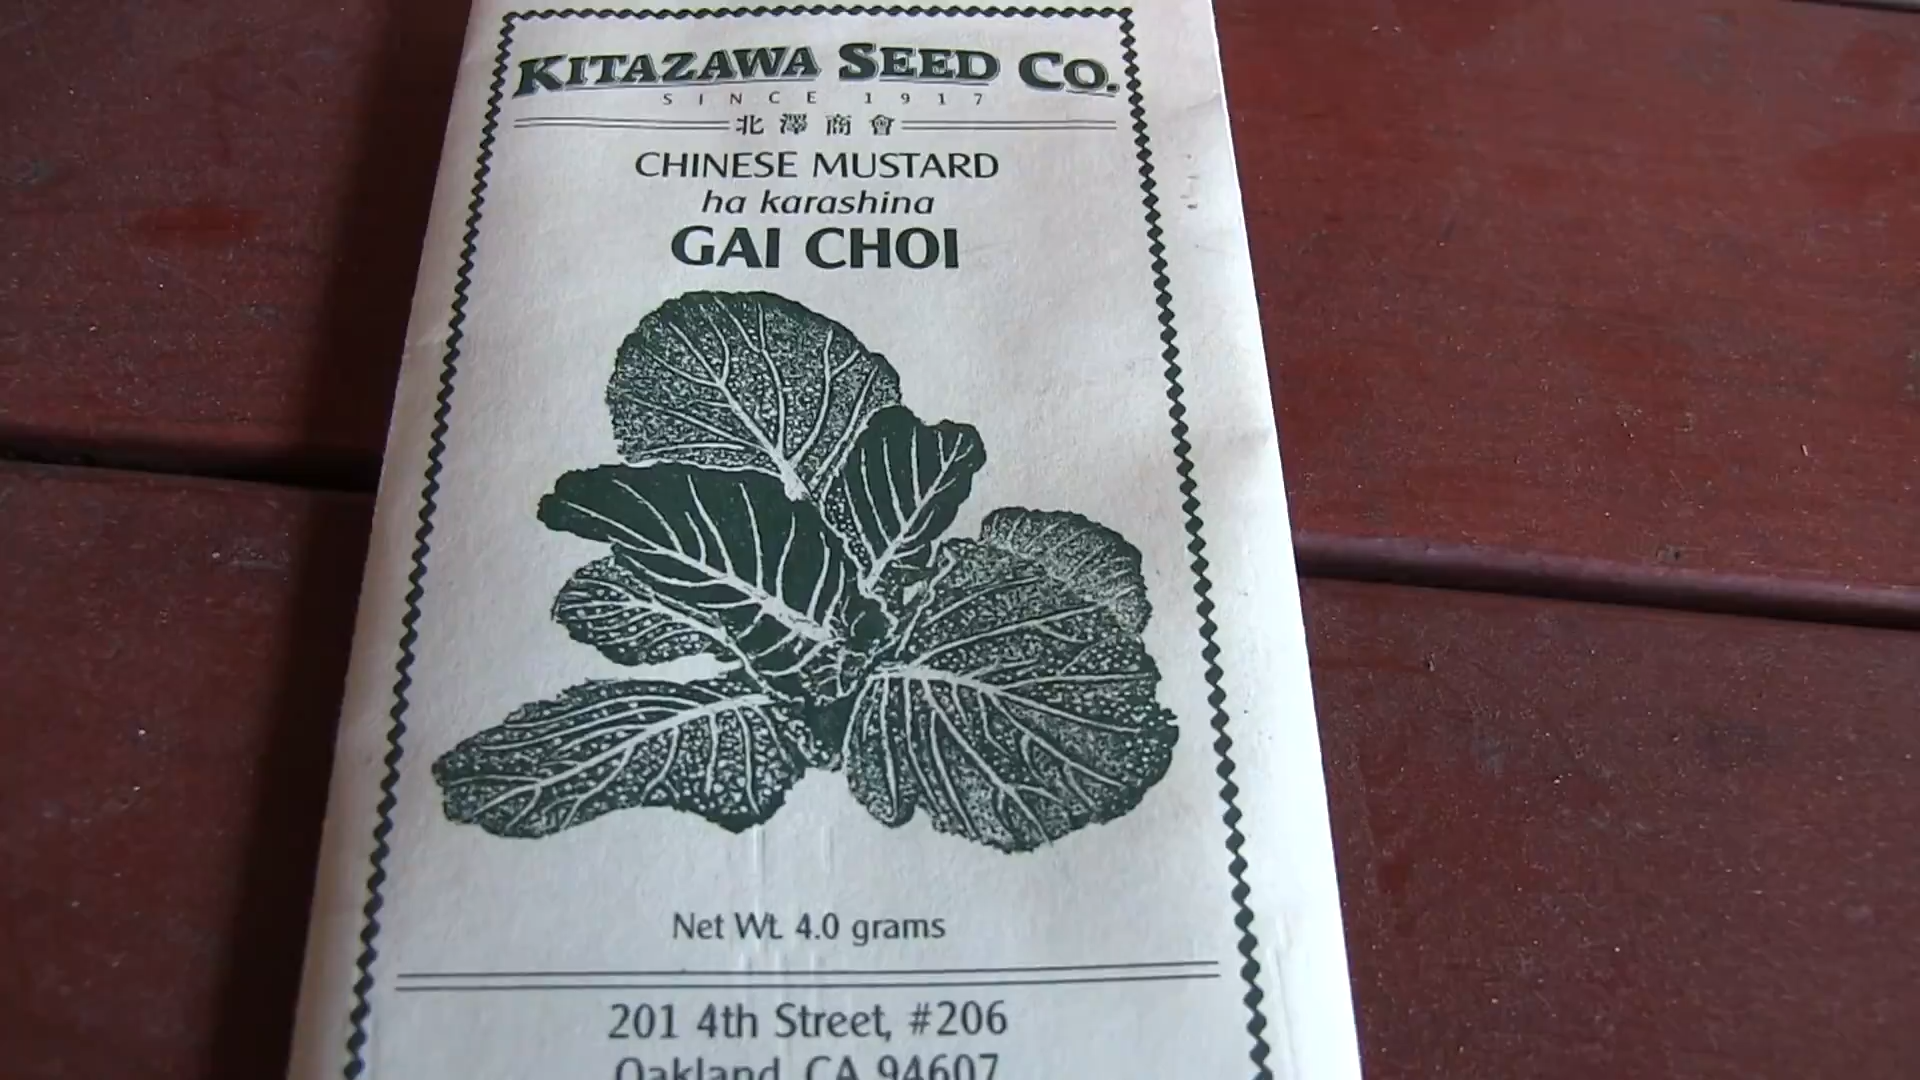 KITAZAWA SEED CO.
SINCE 1917
北澤商會
CHINESE MUSTARD
ha karashina
GAI CHOI
Net Wt. 4.0 grams
201 4th Street, #206
Oakland, CA 94607